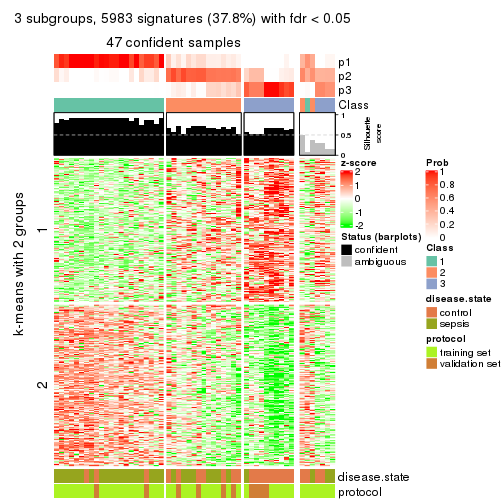 3 subgroups, 5983 signatures (37.8%) with fdr < 0.05
47 confident samples
p1
p2
p3
Class
1
0.5
0
Silhouette
score
k-means with 2 groups
1
2
disease.state
protocol
z-score
2
1
0
-1
-2
Status (barplots)
confident
ambiguous
Prob
1
0.8
0.6
0.4
0.2
0
Class
1
2
3
disease.state
control
sepsis
protocol
training set
validation set